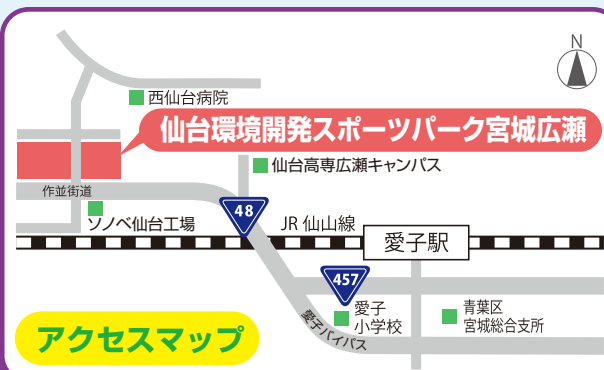 N
西仙台病院
仙台環境開発スポーツパーク宮城広瀬
仙台高専広瀬キャンパス
作並街道
ソノベ仙台工場
48
JR 仙山線
愛子駅
457
愛子
小学校
青葉区
宮城総合支所
愛子バイパス
アクセスマップ